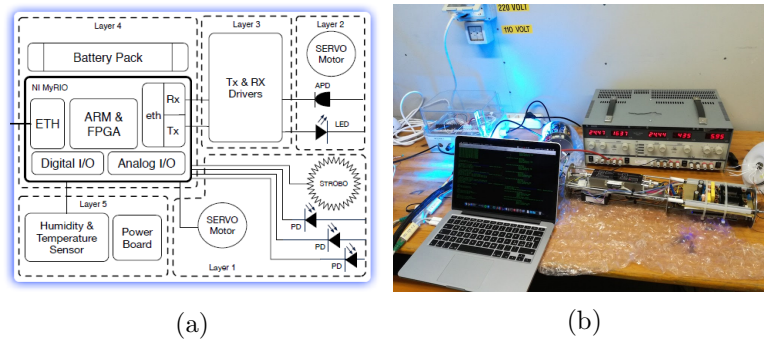 Layer 4
Layer 3
Layer 2
Battery Pack
SERVO
Motor
NI MyRIO
ETH
ARM &
FPGA
eth
Rx
Tx
Tx & RX
Drivers
APD
LED
Digital I/O
Analog I/O
STROBO
Layer 5
Humidity &
Temperature
Sensor
Power
Board
SERVO
Motor
PD
PD
PD
Layer 1
(a)
220 VOLT
110 VOLT
(b)